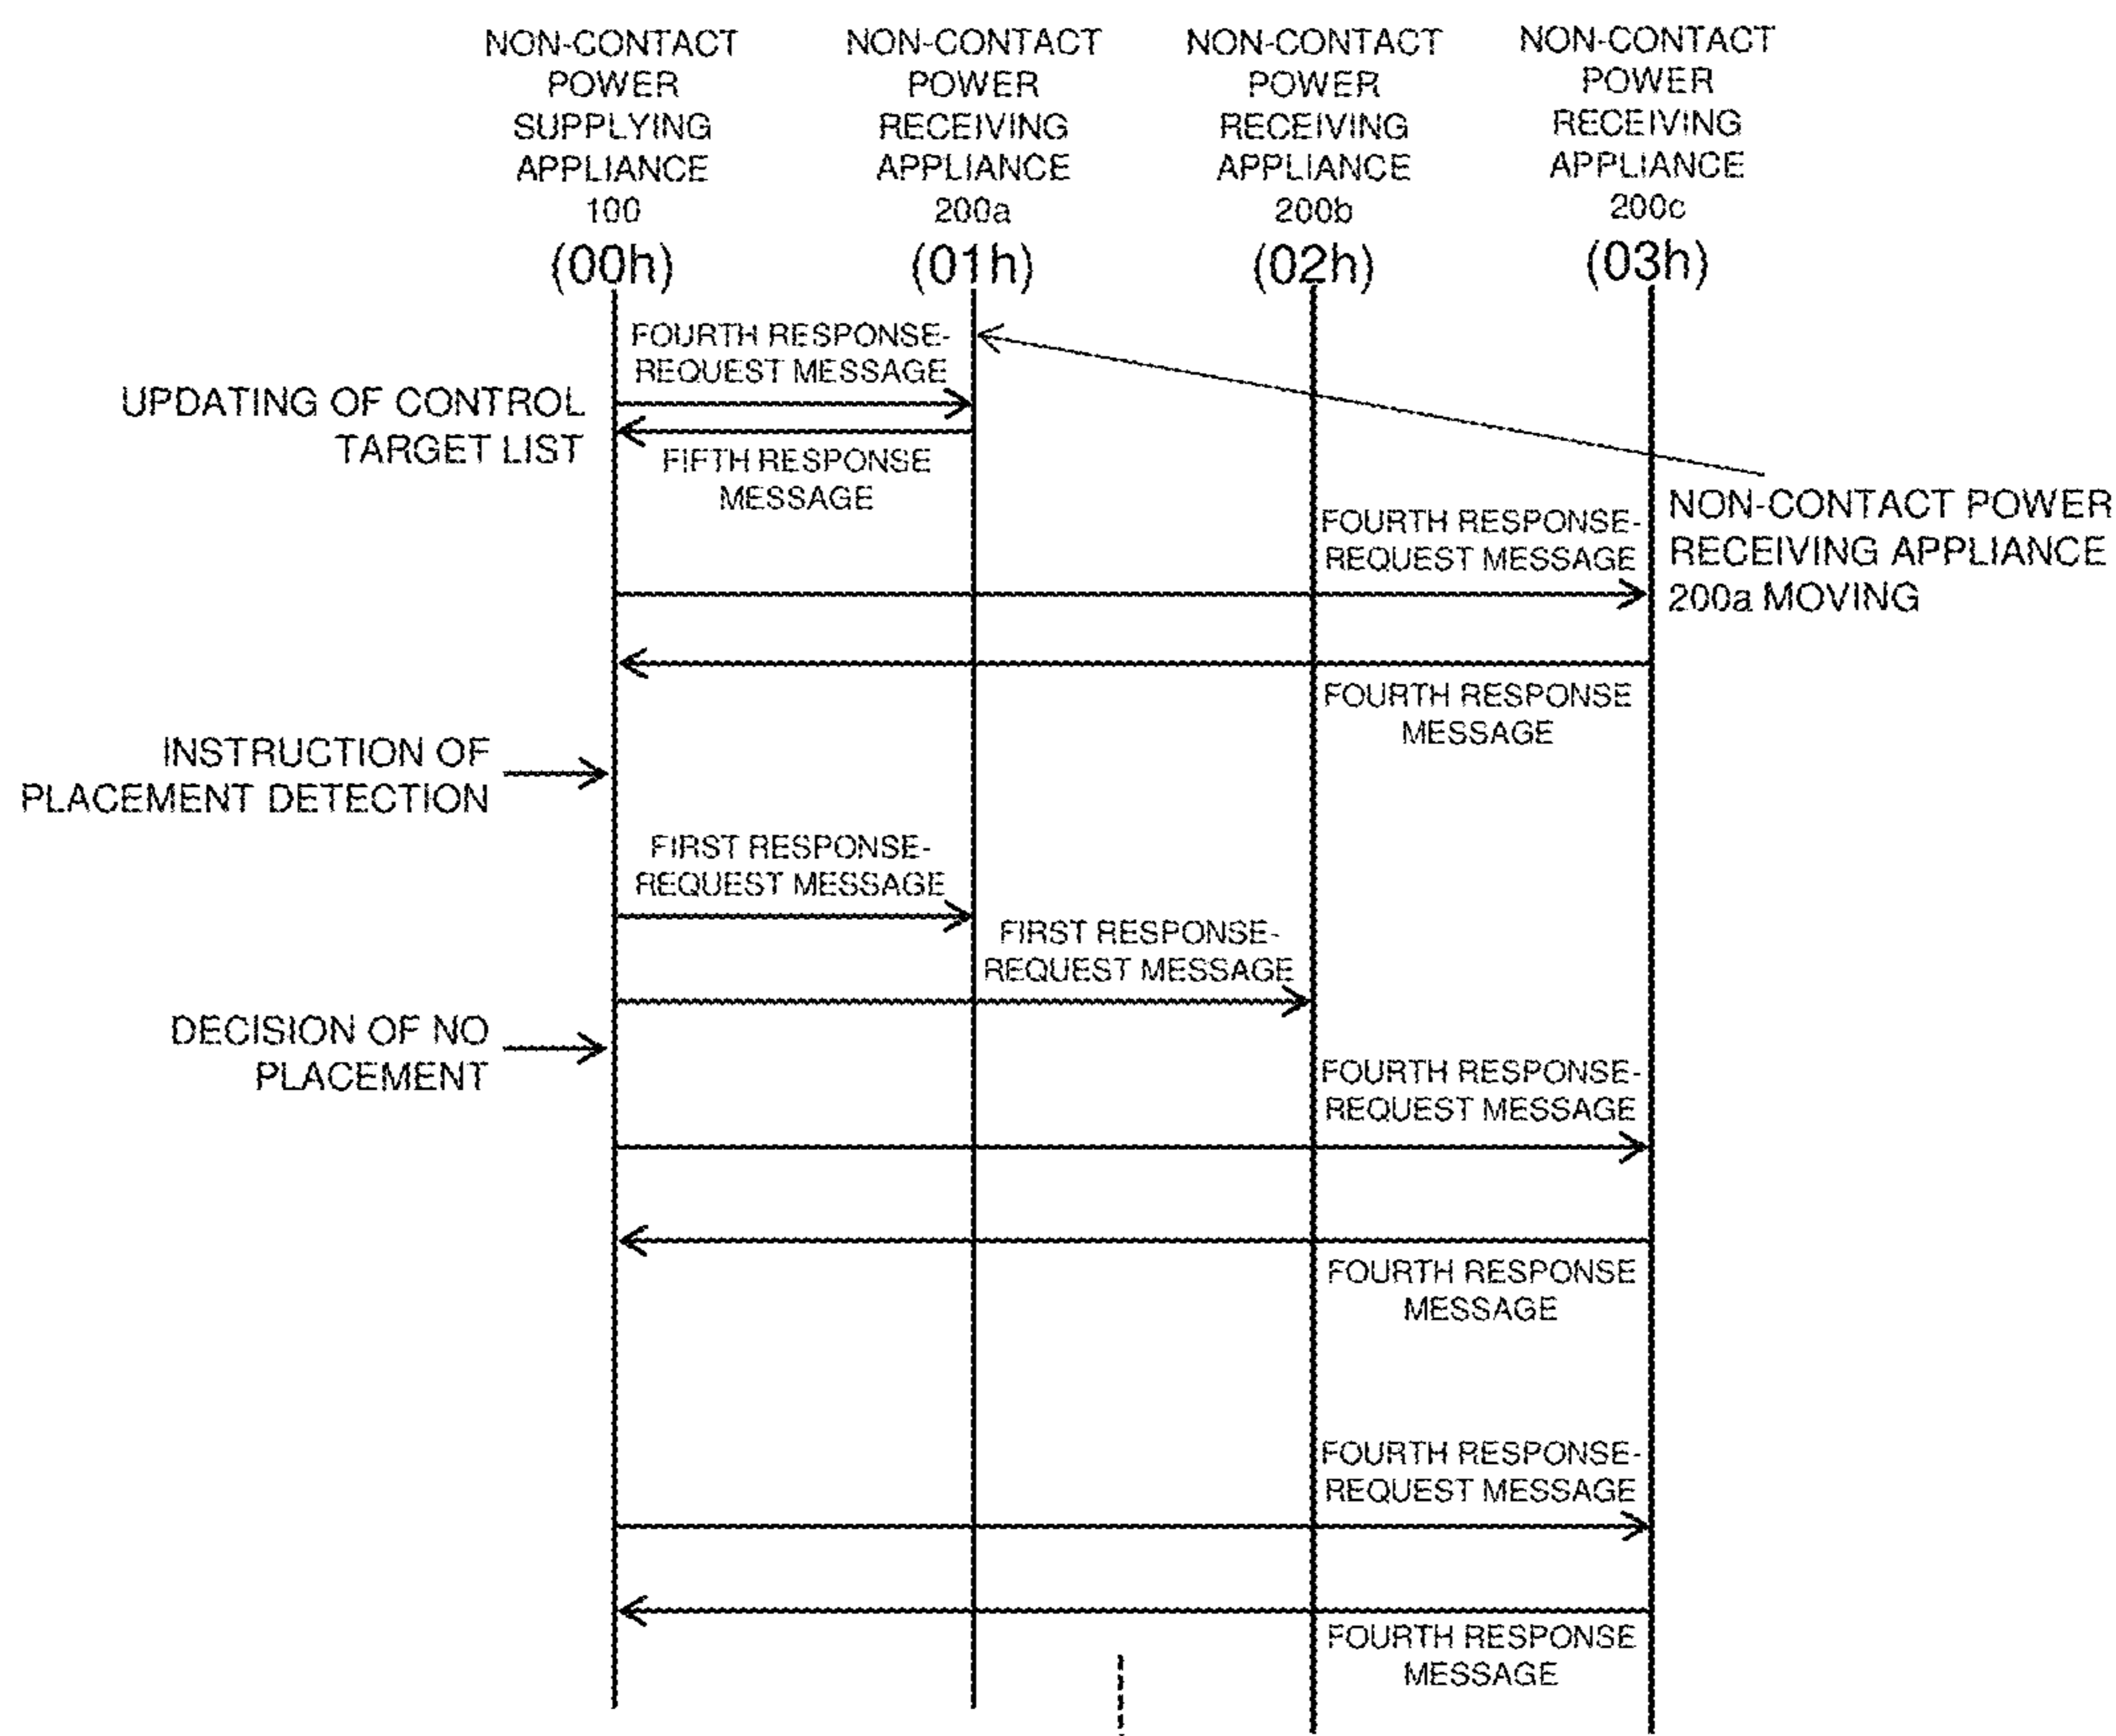 NON-CONTACT
POWER
SUPPLYING
APPLIANCE
100
(00h)
NON-CONTACT
POWER
RECEIVING
APPLIANCE
200a
(01h)
NON-CONTACT
POWER
RECEIVING
APPLIANCE
200b
(02h)
NON-CONTACT
POWER
RECEIVING
APPLIANCE
200c
(03h)
FOURTH RESPONSE-
REQUEST MESSAGE
UPDATING OF CONTROL
TARGET LIST
FIFTH RESPONSE
MESSAGE
NON-CONTACT POWER
RECEIVING APPLIANCE
200a MOVING
FOURTH RESPONSE-
REQUEST MESSAGE
FOURTH RESPONSE
MESSAGE
INSTRUCTION OF
PLACEMENT DETECTION
FIRST RESPONSE-
REQUEST MESSAGE
FIRST RESPONSE-
REQUEST MESSAGE
DECISION OF NO
PLACEMENT
FOURTH RESPONSE-
REQUEST MESSAGE
FOURTH RESPONSE
MESSAGE
FOURTH RESPONSE-
REQUEST MESSAGE
FOURTH RESPONSE
MESSAGE